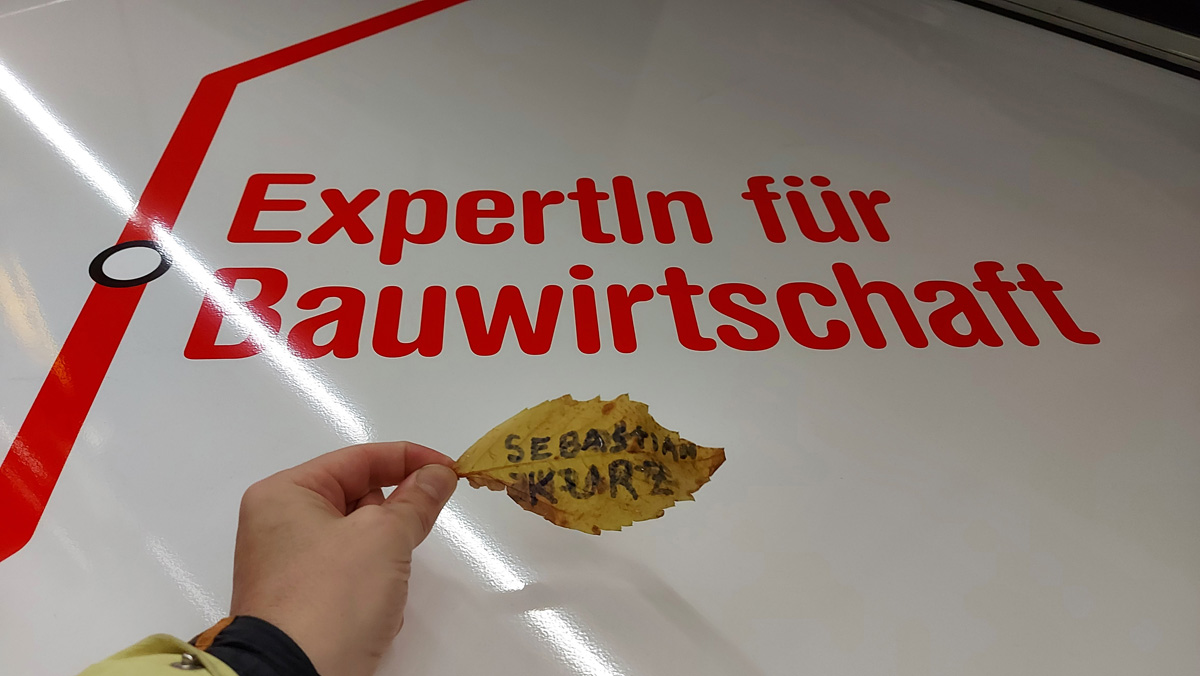 ExpertIn für
Bauwirtschaft
SEBASTIAN
KURZ